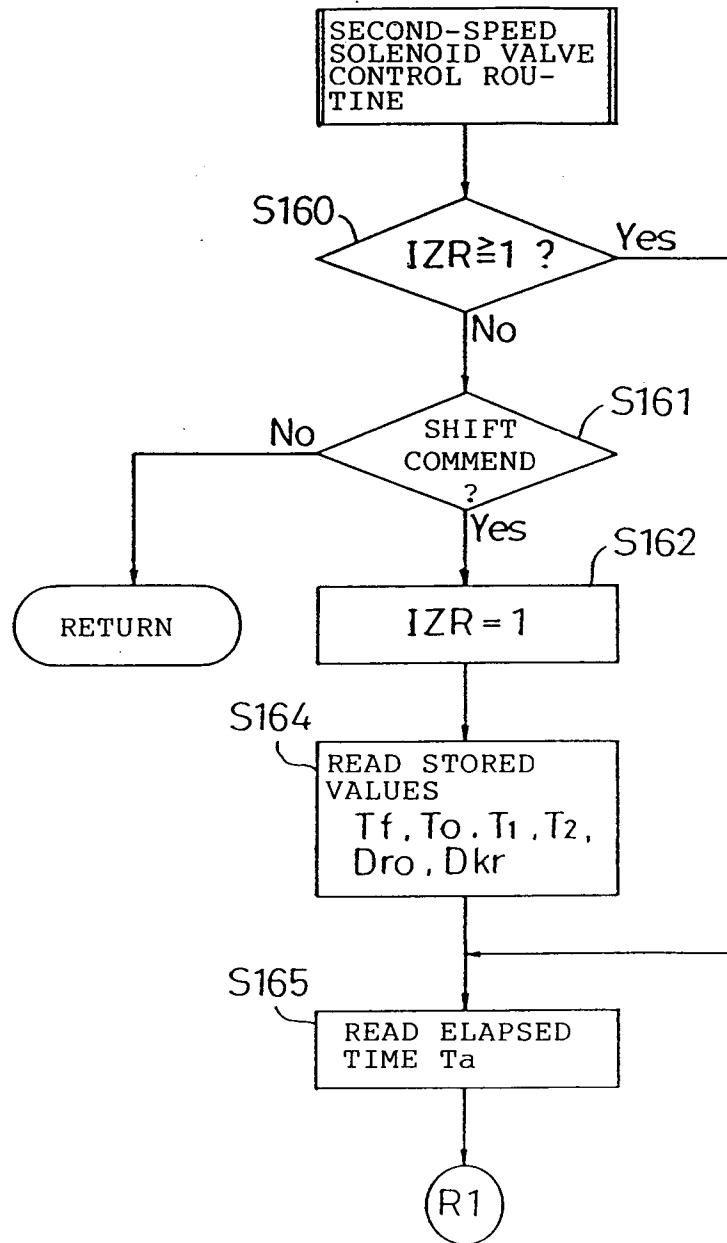 SECOND-SPEED
SOLENOID VALVE
CONTROL ROU-
TINE
S160
IZR≧1 ?
Yes
No
S161
No
SHIFT
COMMEND
?
Yes
S162
RETURN
IZR = 1
S164
READ STORED
VALUES
Tf, To, T1, T2,
Dro, Dkr
S165
READ ELAPSED
TIME Ta
R1